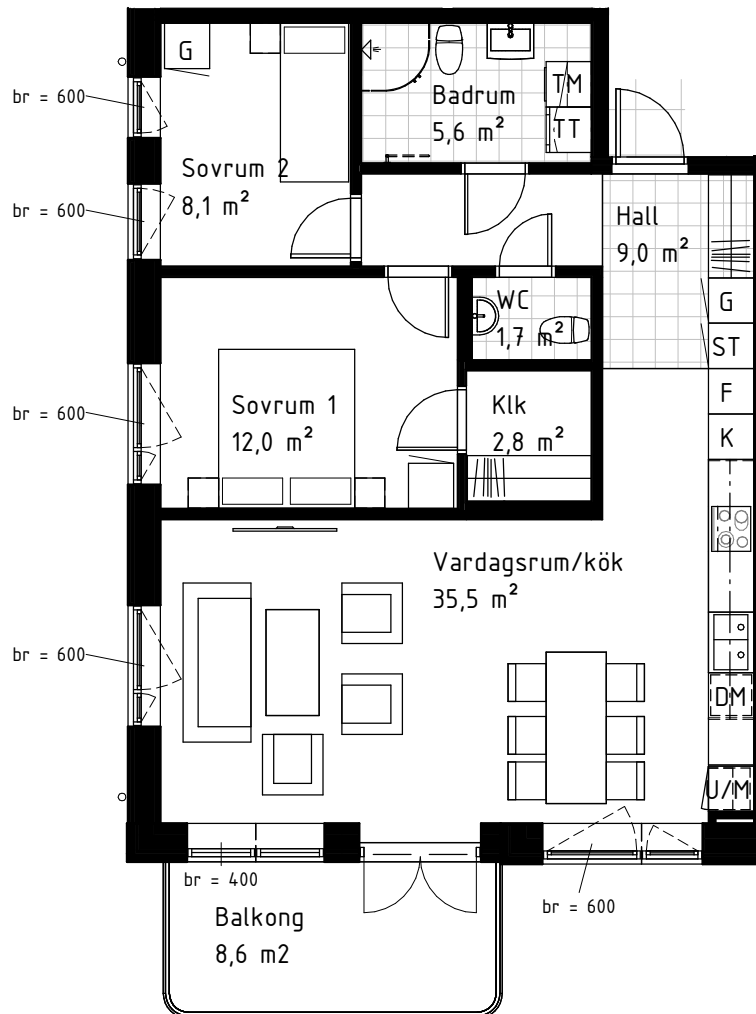 G
br = 600
Badrum
5,6 m²
TM
TT
Sovrum 2
8,1 m²
br = 600
Hall
9,0 m²
G
WC
1,7 m²
ST
F
K
br = 600
Sovrum 1
12,0 m²
Klk
2,8 m²
Vardagsrum/kök
35,5 m²
br = 600
DM
U/M
br = 400
br = 600
Balkong
8,6 m2